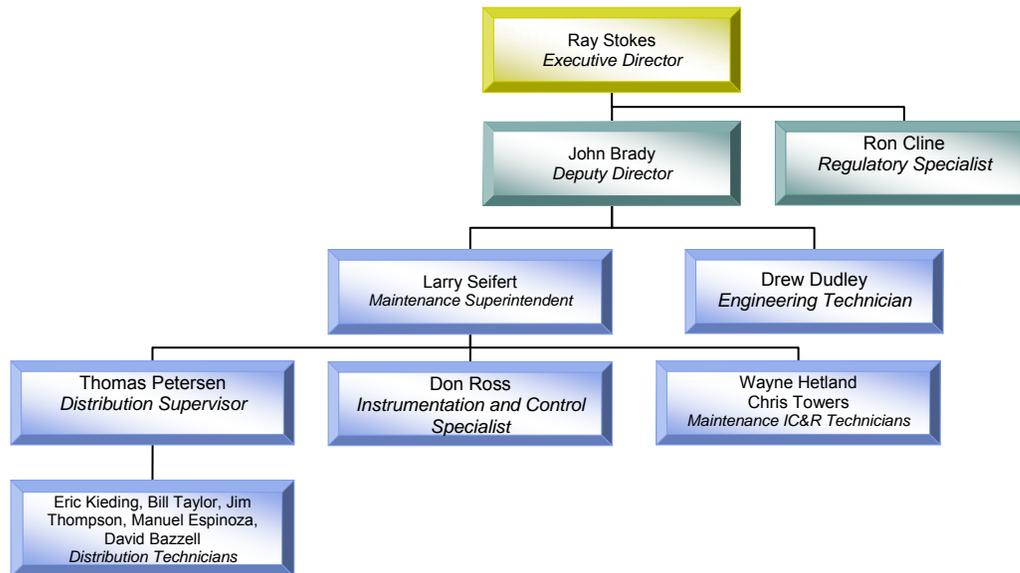 Ray Stokes
Executive Director
John Brady
Deputy Director
Ron Cline
Regulatory Specialist
Larry Seifert
Maintenance Superintendent
Drew Dudley
Engineering Technician
Thomas Petersen
Distribution Supervisor
Don Ross
Instrumentation and Control
Specialist
Wayne Hetland
Chris Towers
Maintenance IC&R Technicians
Eric Kieding, Bill Taylor, Jim
Thompson, Manuel Espinoza,
David Bazzell
Distribution Technicians